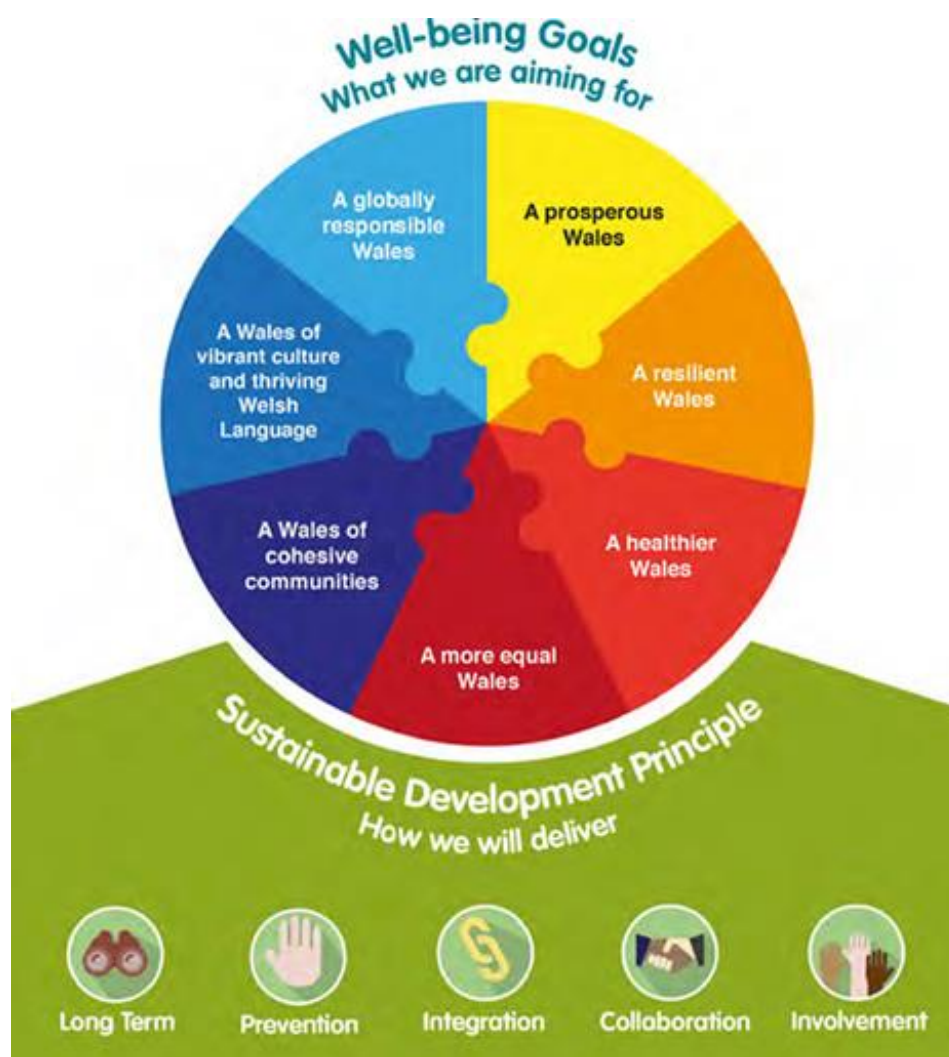 Well-being Goals
What we are aiming for
A globally
responsible
Wales
A prosperous
Wales
A resilient
Wales
A healthier
Wales
A more equal
Wales
A Wales of
cohesive
communities
A Wales of
vibrant culture
and thriving
Welsh
Language
Sustainable Development Principle
How we will deliver
Long Term
Prevention
Integration
Collaboration
Involvement